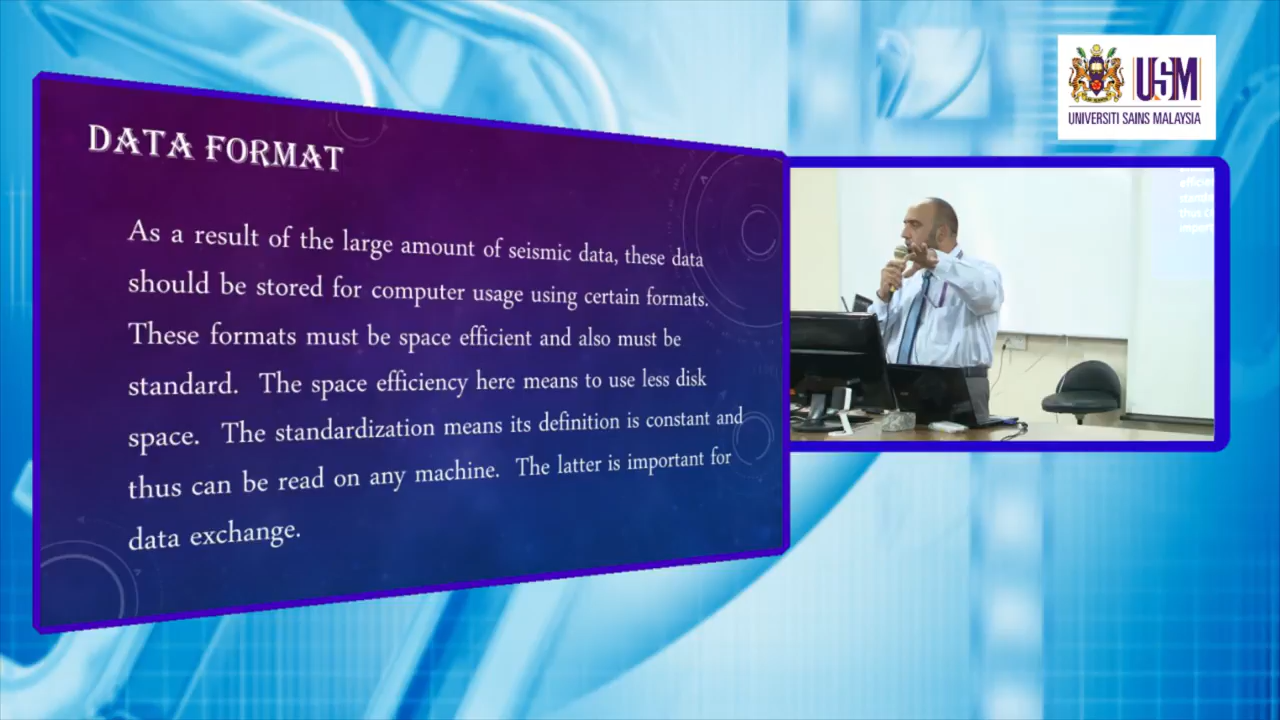 DATA FORMAT
As a result of the large amount of seismic data, these data
should be stored for computer usage using certain formats.
These formats must be space efficient and also must be
standard. The space efficiency here means to use less disk
space. The standardization means its definition is constant and
thus can be read on any machine. The latter is important for
data exchange.
USM
UNIVERSITI SAINS MALAYSIA